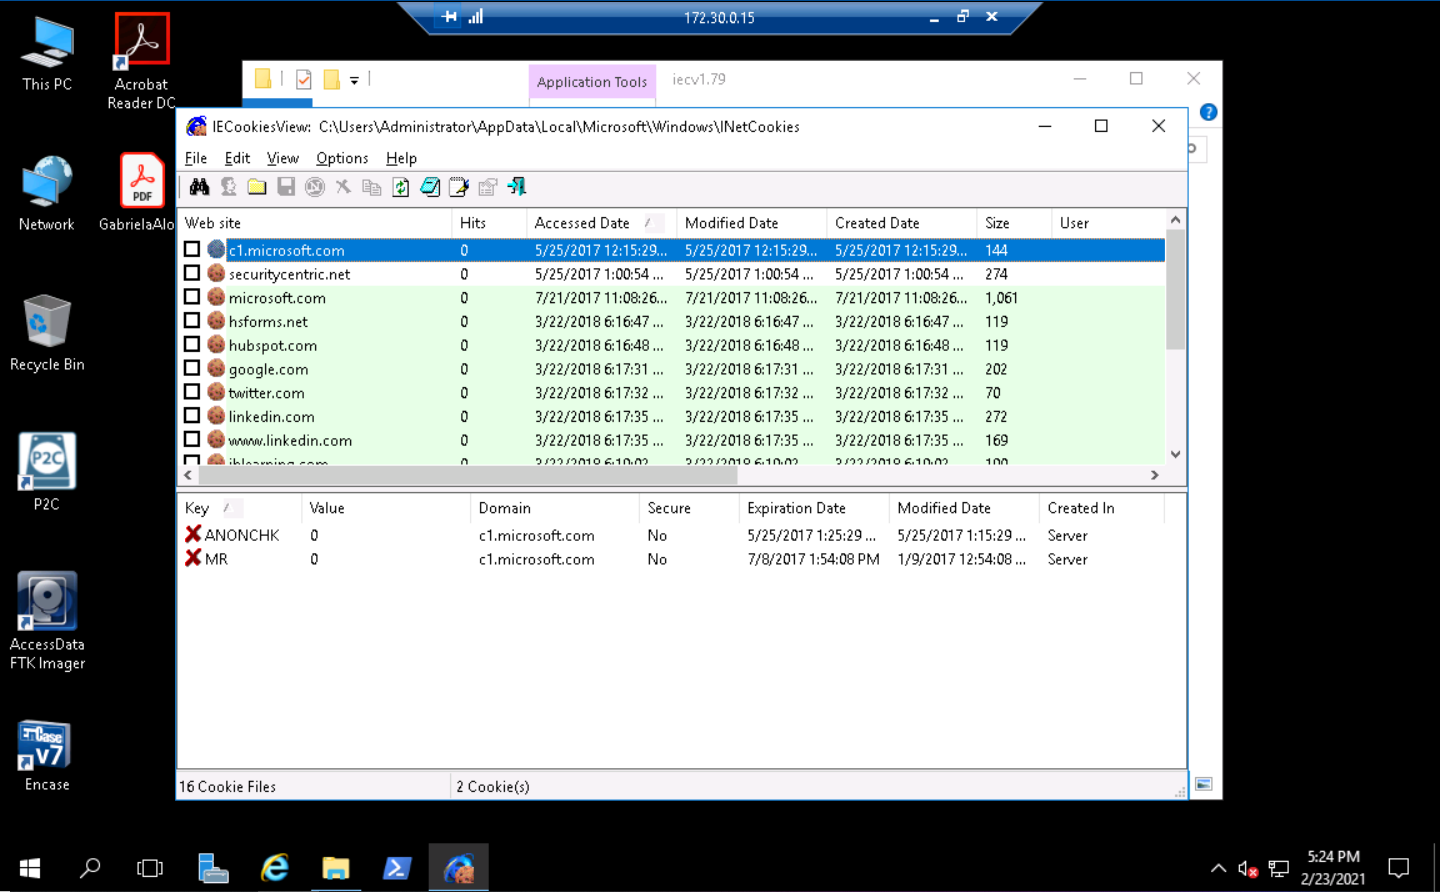 172.30.0.15
This PC
Acrobat
Reader DC
Application Tools
iecv1.79
IECookiesView: C:\Users\Administrator\AppData\Local\Microsoft\Windows\INetCookies
File Edit View Options Help
Network
PDF
GabrielaAlo
Web site Hits Accessed Date Modified Date Created Date Size User
c1.microsoft.com 0 5/25/2017 12:15:29... 5/25/2017 12:15:29... 5/25/2017 12:15:29... 144
securitycentric.net 0 5/25/2017 1:00:54 ... 5/25/2017 1:00:54 ... 5/25/2017 1:00:54 ... 274
microsoft.com 0 7/21/2017 11:08:26... 7/21/2017 11:08:26... 7/21/2017 11:08:26... 1,061
hsforms.net 0 3/22/2018 6:16:47 ... 3/22/2018 6:16:47 ... 3/22/2018 6:16:47 ... 119
hubspot.com 0 3/22/2018 6:16:48 ... 3/22/2018 6:16:48 ... 3/22/2018 6:16:48 ... 119
google.com 0 3/22/2018 6:17:31 ... 3/22/2018 6:17:31 ... 3/22/2018 6:17:31 ... 202
twitter.com 0 3/22/2018 6:17:32 ... 3/22/2018 6:17:32 ... 3/22/2018 6:17:32 ... 70
linkedin.com 0 3/22/2018 6:17:35 ... 3/22/2018 6:17:35 ... 3/22/2018 6:17:35 ... 272
www.linkedin.com 0 3/22/2018 6:17:35 ... 3/22/2018 6:17:35 ... 3/22/2018 6:17:35 ... 169
Recycle Bin
P2C
P2C
Key Value Domain Secure Expiration Date Modified Date Created In
ANONCHK 0 c1.microsoft.com No 5/25/2017 1:25:29 ... 5/25/2017 1:15:29 ... Server
MR 0 c1.microsoft.com No 7/8/2017 1:54:08 PM 1/9/2017 12:54:08 ... Server
AccessData
FTK Imager
EnCase
v7
Encase
16 Cookie Files 2 Cookie(s)
5:24 PM
2/23/2021